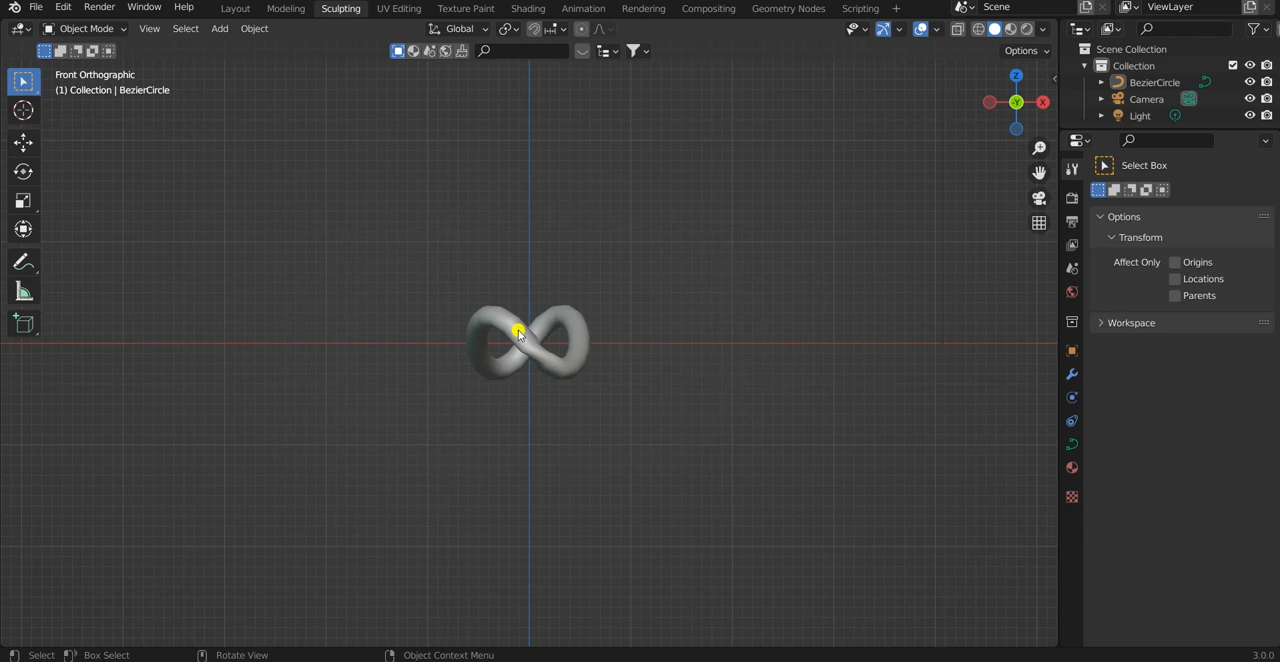 File Edit Render Window Help Layout Modeling Sculpting UV Editing Texture Paint Shading Animation Rendering Compositing Geometry Nodes Scripting + Scene ViewLayer
Object Mode View Select Add Object Global
Options
Front Orthographic
(1) Collection | BezierCircle
Z
-Y
X
Scene Collection
Collection
BezierCircle
Camera
Light
Select Box
Options
Transform
Affect Only Origins
Locations
Parents
Workspace
Select Box Select Rotate View Object Context Menu 3.0.0